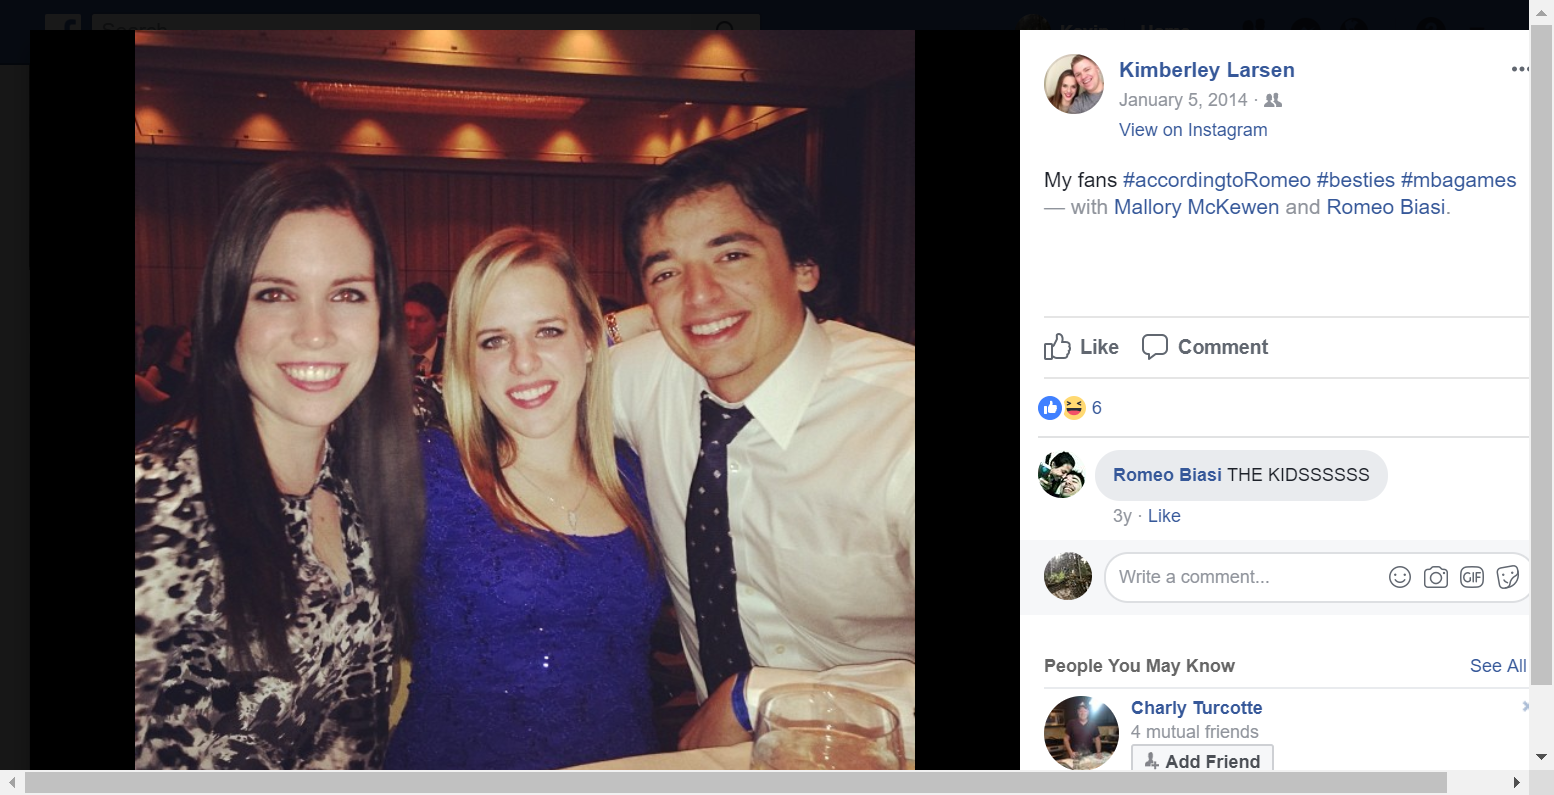 Search
Kimberley Larsen
January 5, 2014 ·
View on Instagram
My fans #accordingtoRomeo #besties #mbagames
— with Mallory McKewen and Romeo Biasi.
Like Comment
6
Romeo Biasi THE KIDSSSSSS
3y · Like
Write a comment...
GIF
People You May Know
See All
Charly Turcotte
4 mutual friends
Add Friend